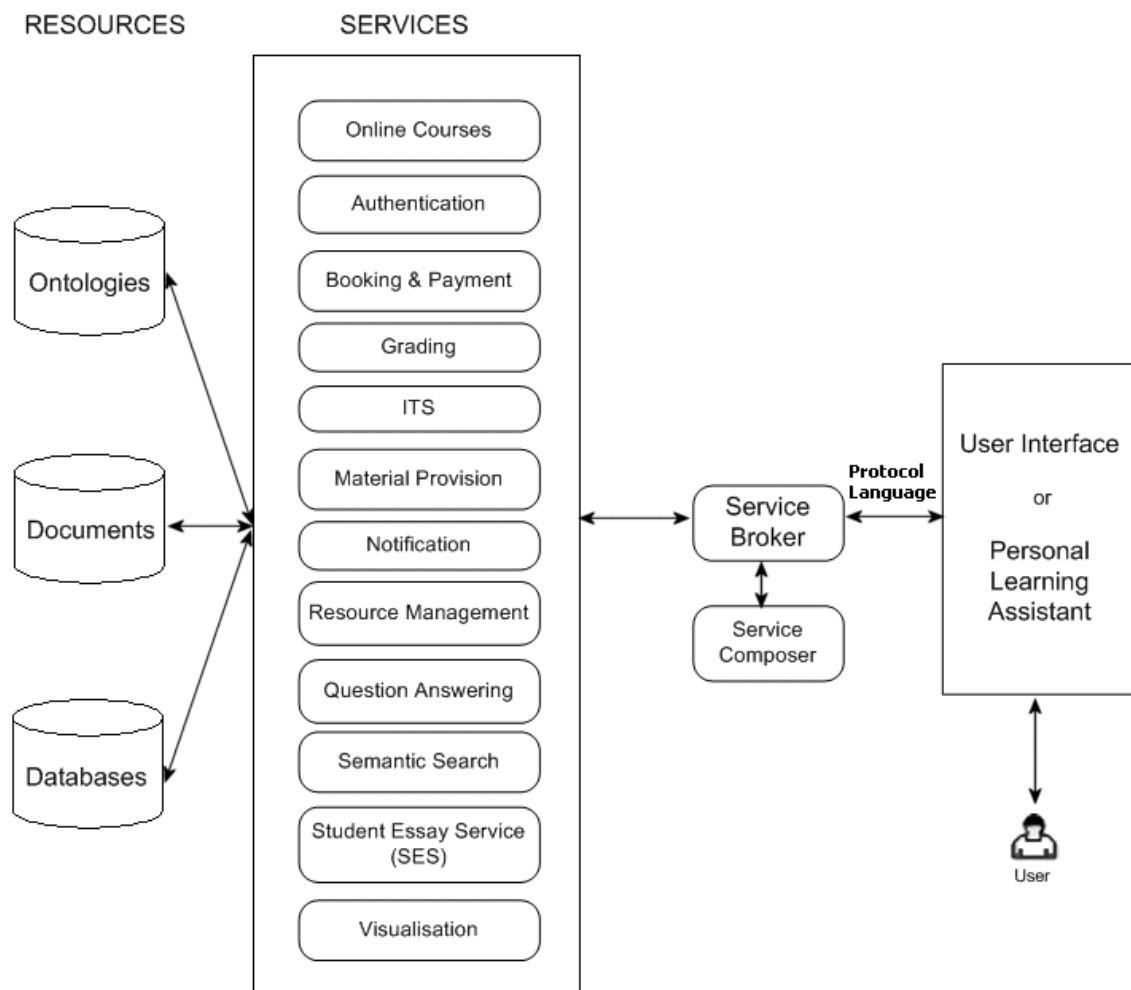 RESOURCES
SERVICES
Ontologies
Documents
Databases
Online Courses
Authentication
Booking & Payment
Grading
ITS
Material Provision
Notification
Resource Management
Question Answering
Semantic Search
Student Essay Service
(SES)
Visualisation
Service
Broker
Service
Composer
Protocol
Language
User Interface
or
Personal
Learning
Assistant
User